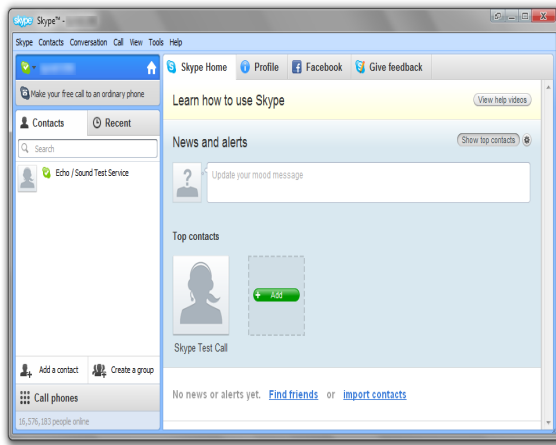 skype Skype™ -
Skype Contacts Conversation Call View Tools Help
Skype Home Profile Facebook Give feedback
Make your free call to an ordinary phone
Learn how to use Skype View help videos
Contacts Recent
News and alerts Show top contacts
Search
Echo / Sound Test Service
Update your mood message
Top contacts
Add
Skype Test Call
Add a contact Create a group
No news or alerts yet. Find friends or import contacts
Call phones
16,576,183 people online